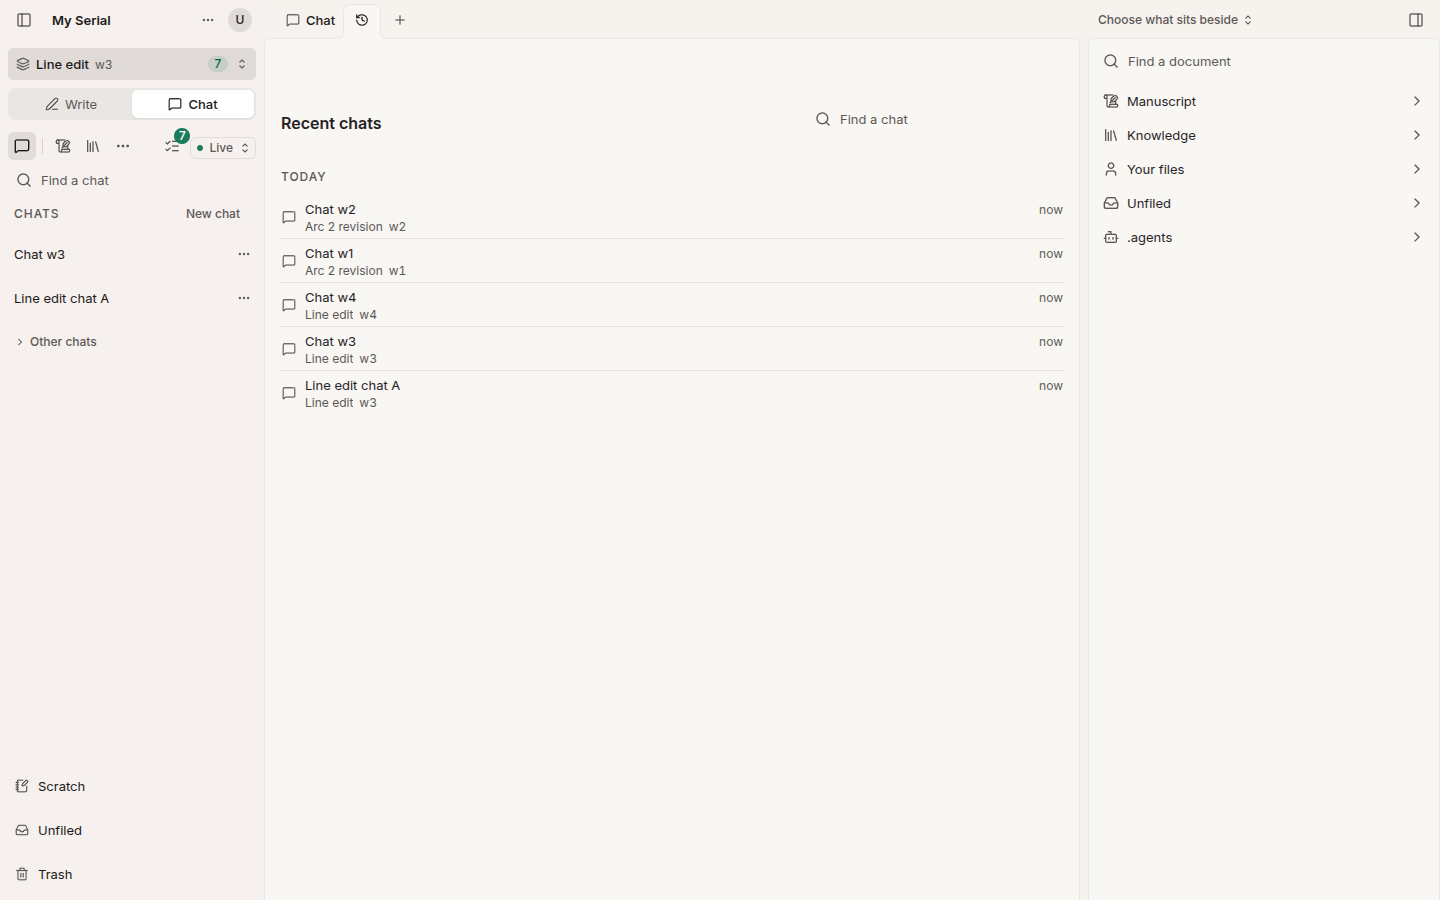 My Serial
U
Line edit w3
7
Write
Chat
7
Live
Find a chat
CHATS
New chat
Chat w3
Line edit chat A
Other chats
Scratch
Unfiled
Trash
Chat
Recent chats
Find a chat
TODAY
Chat w2
now
Arc 2 revision w2
Chat w1
now
Arc 2 revision w1
Chat w4
now
Line edit w4
Chat w3
now
Line edit w3
Line edit chat A
now
Line edit w3
Choose what sits beside
Find a document
Manuscript
Knowledge
Your files
Unfiled
.agents